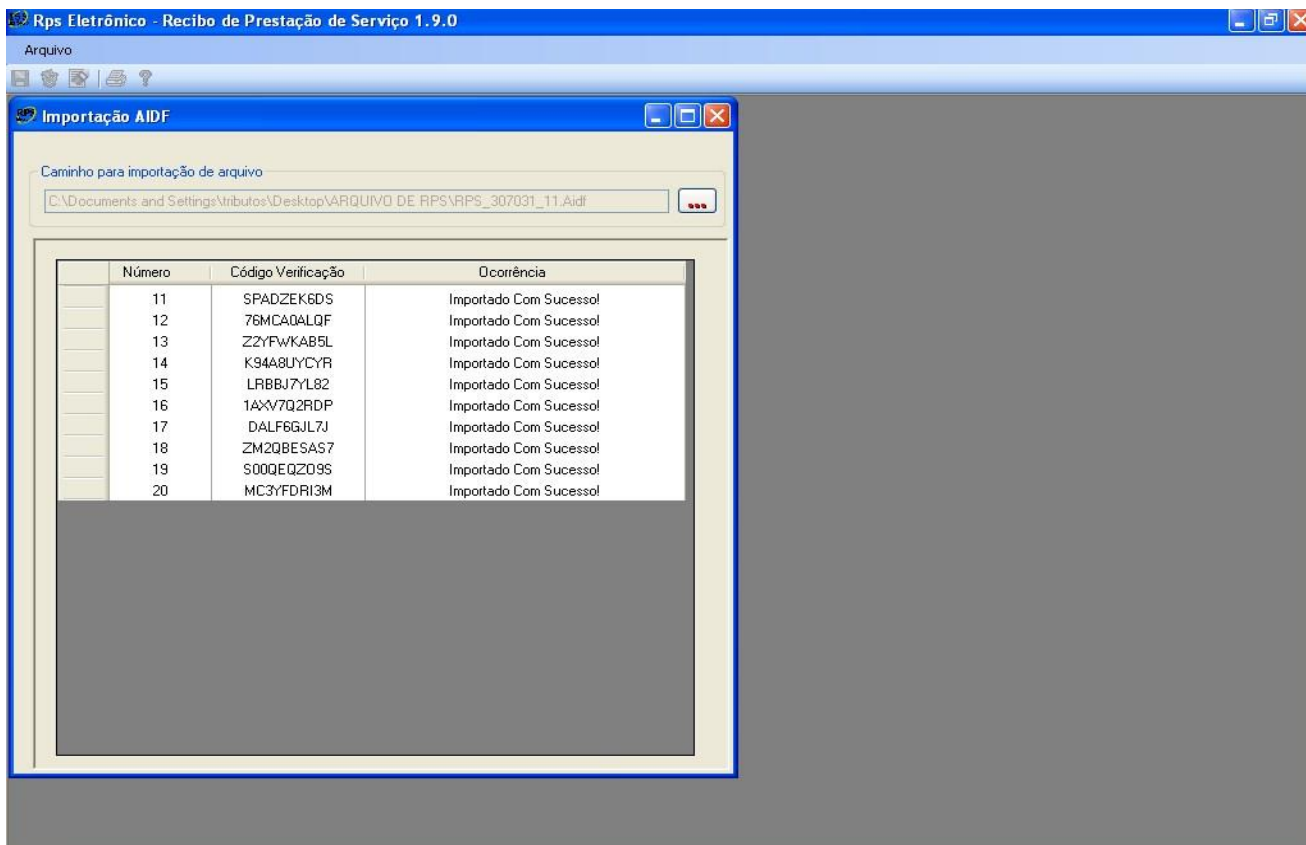 Rps Eletrônico - Recibo de Prestação de Serviço 1.9.0
Arquivo
Importação AIDF
Caminho para importação de arquivo
C:\Documents and Settings\tributos\Desktop\ARQUIVO DE RPS\RPS_307031_11.Aidf
...
Número Código Verificação Ocorrência
11 SPADZEK6DS Importado Com Sucesso!
12 76MCA0ALQF Importado Com Sucesso!
13 Z2YFWKAB5L Importado Com Sucesso!
14 K94A8UYCYR Importado Com Sucesso!
15 LRBBJ7YL82 Importado Com Sucesso!
16 1AXV7Q2RDP Importado Com Sucesso!
17 DALF6GJL7J Importado Com Sucesso!
18 ZM2QBESAS7 Importado Com Sucesso!
19 S00QEQZO9S Importado Com Sucesso!
20 MC3YFDRI3M Importado Com Sucesso!